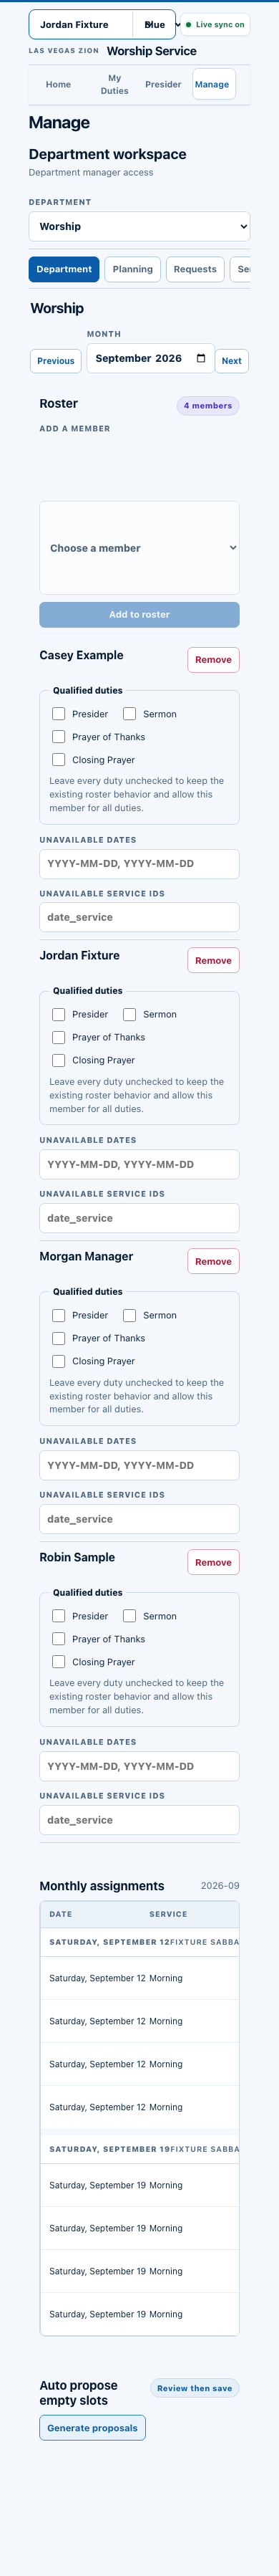 Jordan Fixture
Blue
Live sync on
LAS VEGAS ZION Worship Service
Home
My
Duties
Presider
Manage
Manage
Department workspace
Department manager access
DEPARTMENT
Worship
Department
Planning
Requests
Worship
MONTH
Previous
September 2026
Next
Roster
4 members
ADD A MEMBER
Choose a member
Add to roster
Casey Example
Remove
Qualified duties
Presider
Sermon
Prayer of Thanks
Closing Prayer
Leave every duty unchecked to keep the
existing roster behavior and allow this
member for all duties.
UNAVAILABLE DATES
YYYY-MM-DD, YYYY-MM-DD
UNAVAILABLE SERVICE IDS
date_service
Jordan Fixture
Remove
Qualified duties
Presider
Sermon
Prayer of Thanks
Closing Prayer
Leave every duty unchecked to keep the
existing roster behavior and allow this
member for all duties.
UNAVAILABLE DATES
YYYY-MM-DD, YYYY-MM-DD
UNAVAILABLE SERVICE IDS
date_service
Morgan Manager
Remove
Qualified duties
Presider
Sermon
Prayer of Thanks
Closing Prayer
Leave every duty unchecked to keep the
existing roster behavior and allow this
member for all duties.
UNAVAILABLE DATES
YYYY-MM-DD, YYYY-MM-DD
UNAVAILABLE SERVICE IDS
date_service
Robin Sample
Remove
Qualified duties
Presider
Sermon
Prayer of Thanks
Closing Prayer
Leave every duty unchecked to keep the
existing roster behavior and allow this
member for all duties.
UNAVAILABLE DATES
YYYY-MM-DD, YYYY-MM-DD
UNAVAILABLE SERVICE IDS
date_service
Monthly assignments
2026-09
DATE
SERVICE
SATURDAY, SEPTEMBER 12 FIXTURE SABBA
Saturday, September 12 Morning
Saturday, September 12 Morning
Saturday, September 12 Morning
Saturday, September 12 Morning
SATURDAY, SEPTEMBER 19 FIXTURE SABBA
Saturday, September 19 Morning
Saturday, September 19 Morning
Saturday, September 19 Morning
Saturday, September 19 Morning
Auto propose
empty slots
Review then save
Generate proposals